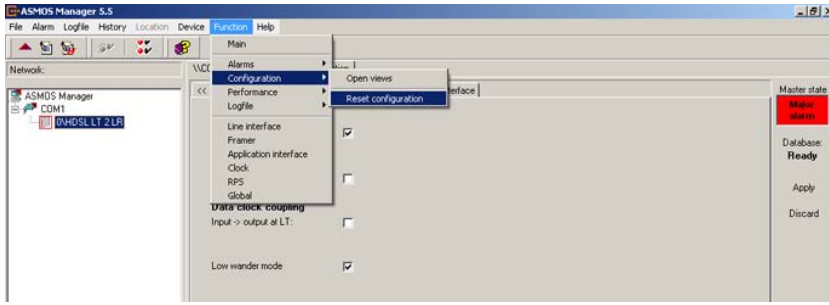 ASMOS Manager 5.5
File Alarm Logfile History Location Device Function Help
Network:
ASMOS Manager
COM1
0\HDSL LT 2 LR
Main
Alarms
Configuration
Performance
Logfile
Line interface
Framer
Application interface
Clock
RPS
Global
Open views
Reset configuration
<<
Data clock coupling
Input -> output at LT:
Low wander mode
Master state
Major
alarm
Database:
Ready
Apply
Discard